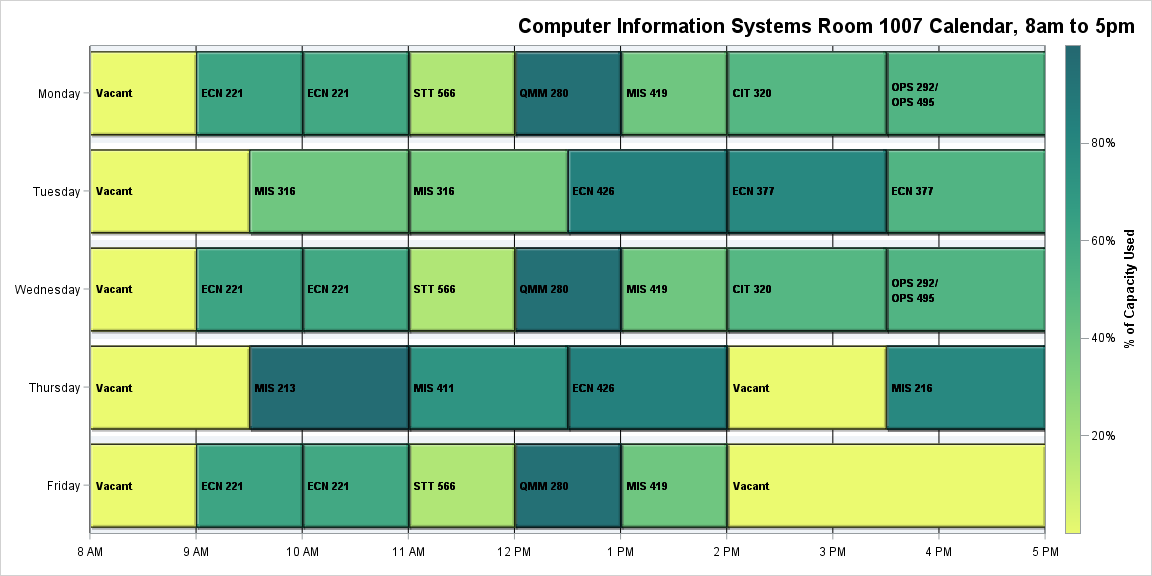 Computer Information Systems Room 1007 Calendar, 8am to 5pm
Monday
Vacant
ECN 221
ECN 221
STT 566
QMM 280
MIS 419
CIT 320
OPS 292/
OPS 495
Tuesday
Vacant
MIS 316
MIS 316
ECN 426
ECN 377
ECN 377
Wednesday
Vacant
ECN 221
ECN 221
STT 566
QMM 280
MIS 419
CIT 320
OPS 292/
OPS 495
Thursday
Vacant
MIS 213
MIS 411
ECN 426
Vacant
MIS 216
Friday
Vacant
ECN 221
ECN 221
STT 566
QMM 280
MIS 419
Vacant
8 AM
9 AM
10 AM
11 AM
12 PM
1 PM
2 PM
3 PM
4 PM
5 PM
80%
60%
40%
20%
% of Capacity Used